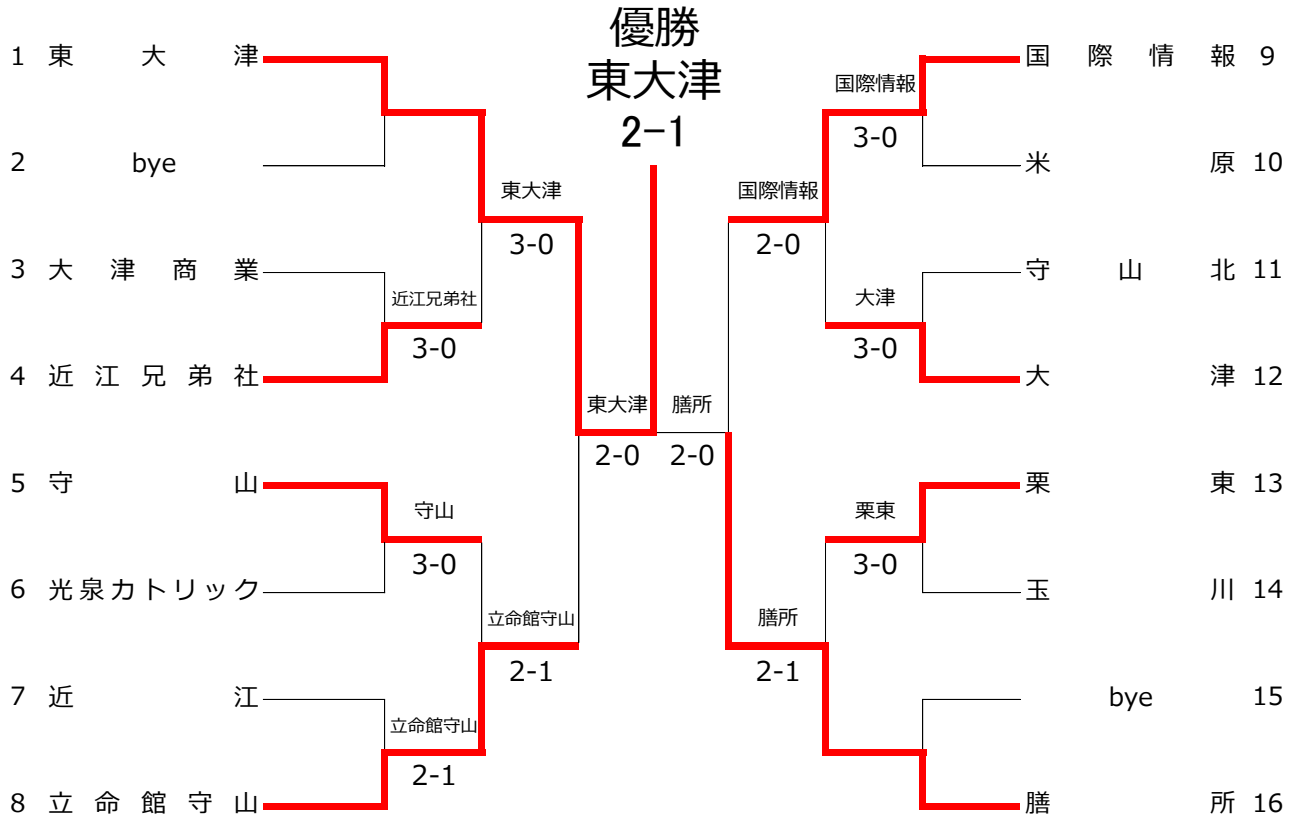 優勝
東大津
2-1
1 東大津
2 bye
3 大津商業
4 近江兄弟社
5 守山
6 光泉カトリック
7 近江
8 立命館守山
近江兄弟社
3-0
守山
3-0
立命館守山
2-1
東大津
3-0
立命館守山
2-1
東大津
2-0
膳所
2-0
国際情報
2-0
膳所
2-1
国際情報
3-0
大津
3-0
栗東
3-0
国際情報 9
米原 10
守山北 11
大津 12
栗東 13
玉川 14
bye 15
膳所 16